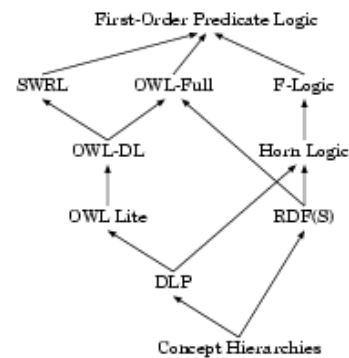 First-Order Predicate Logic
SWRL OWL-Full F-Logic
OWL-DL Horn Logic
OWL Lite RDF(S)
DLP
Concept Hierarchies